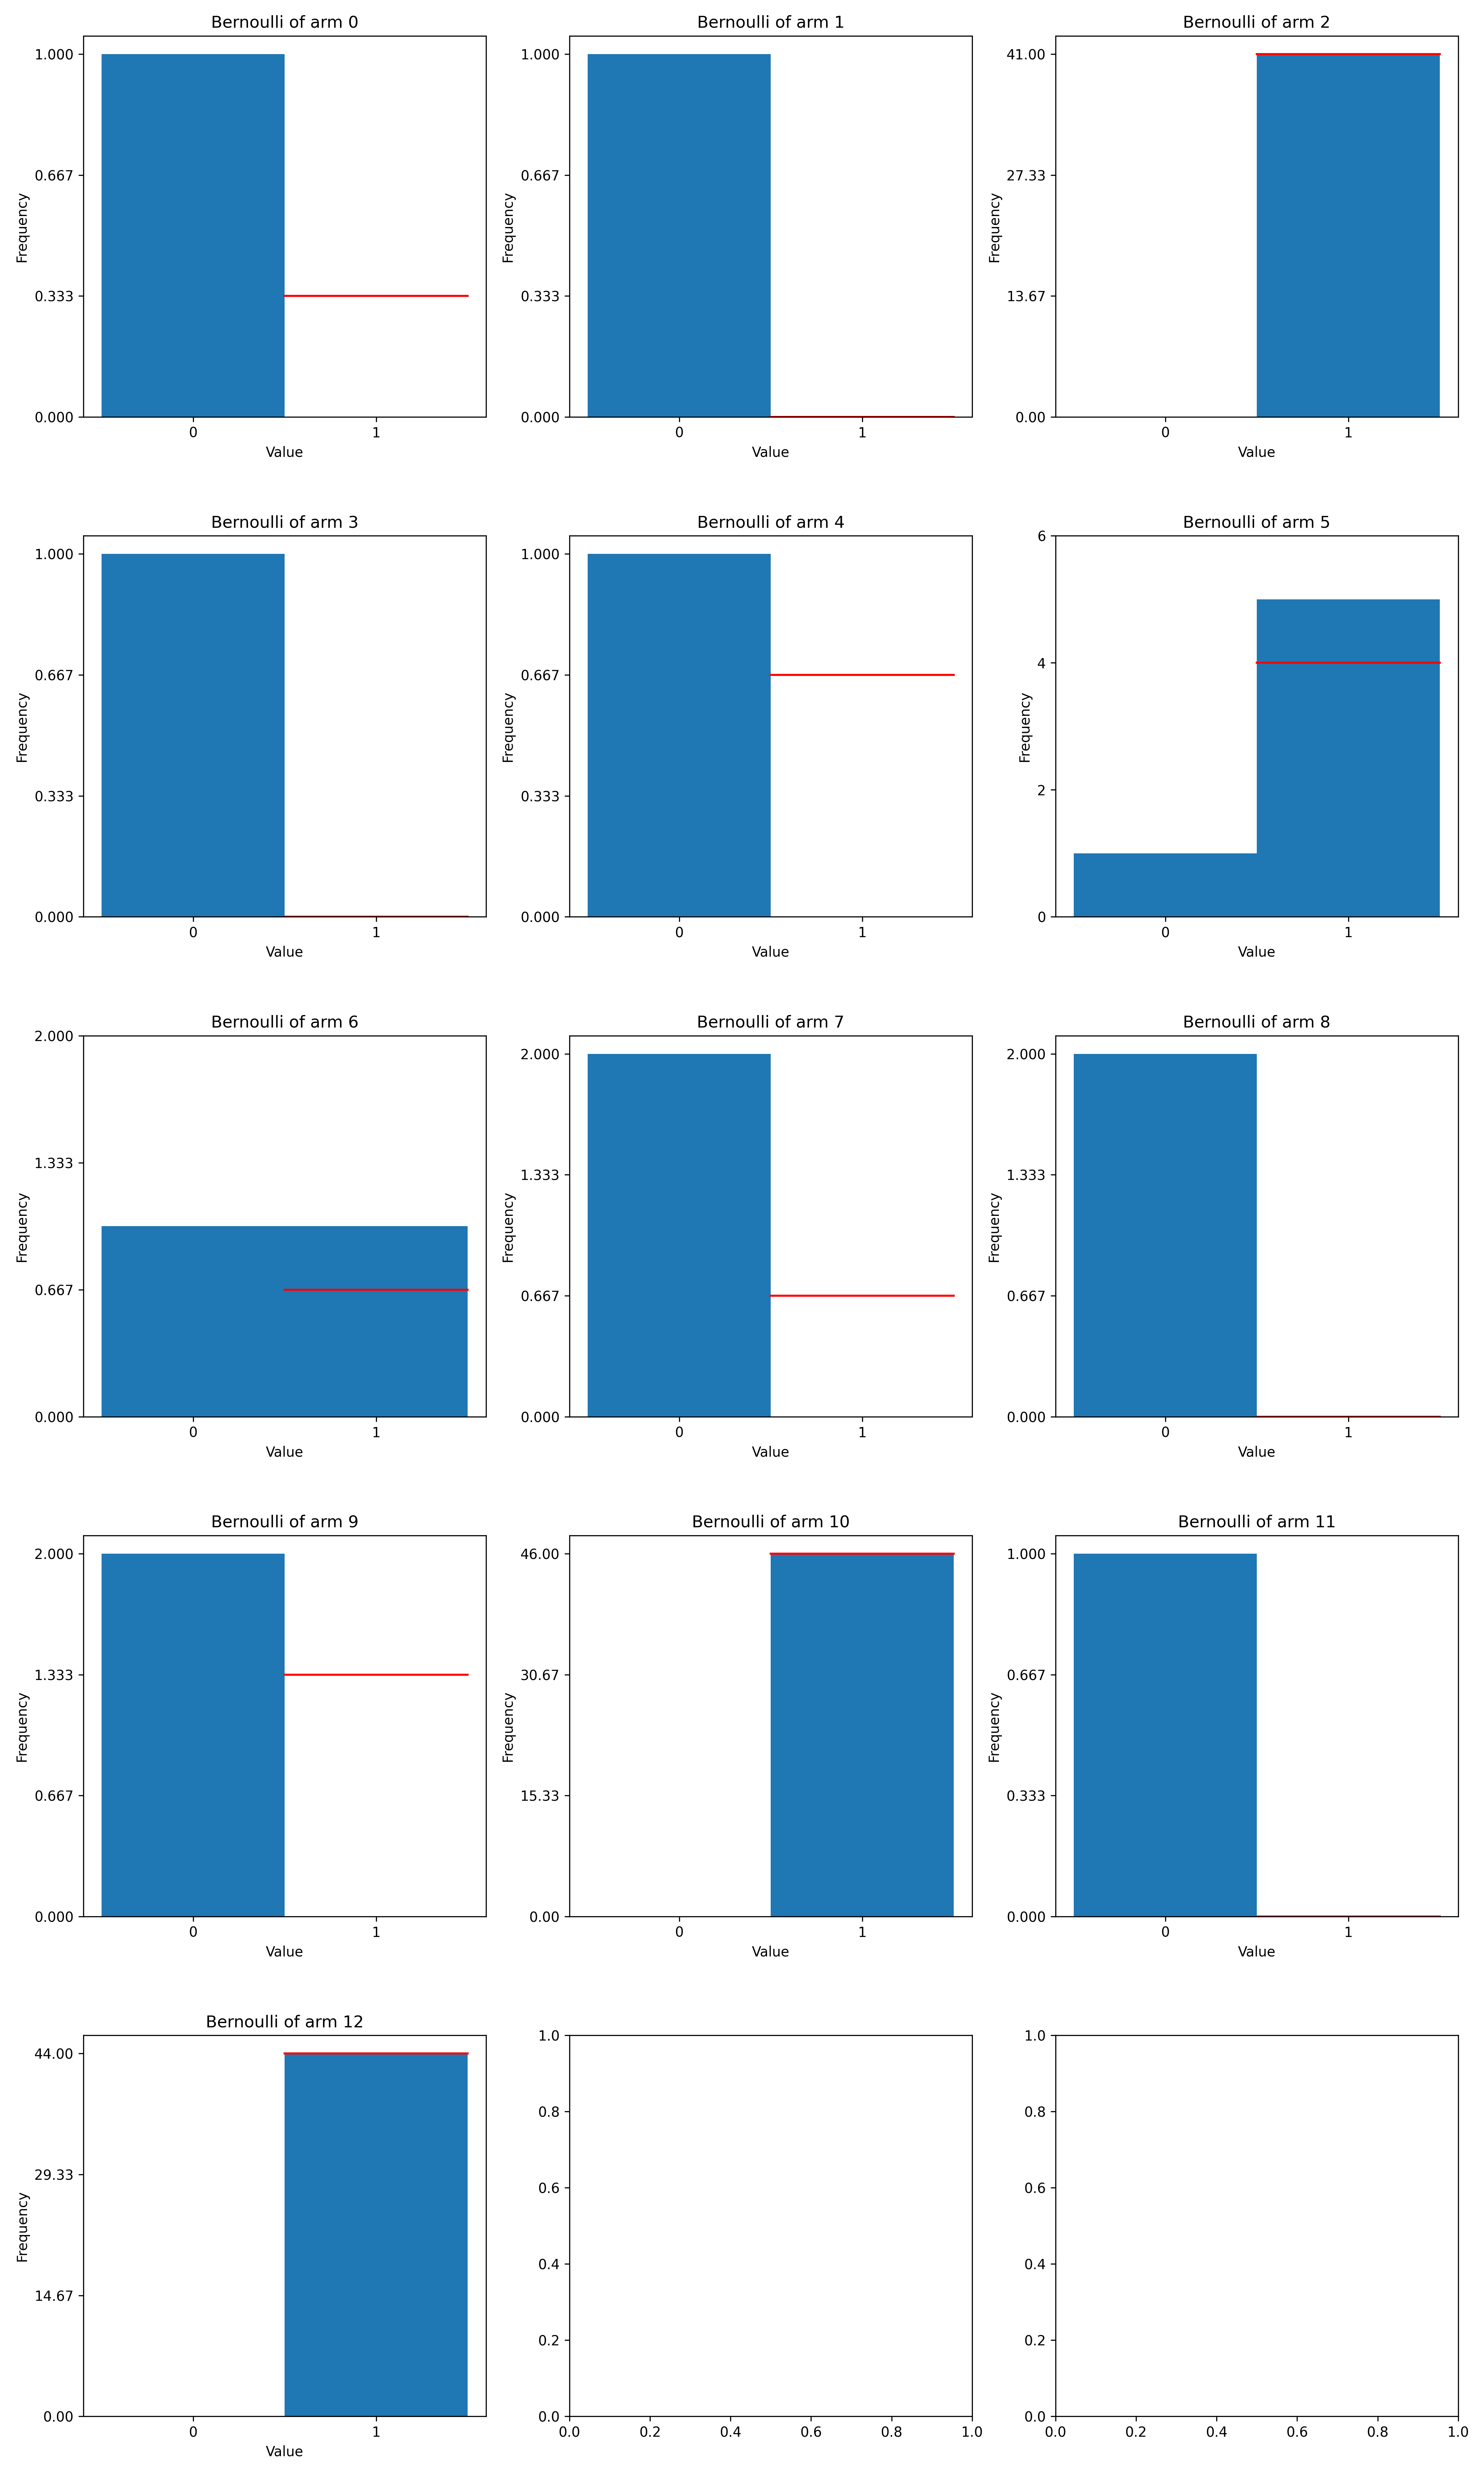 Bernoulli of arm 0
1.000
0.667
0.333
0.000
Frequency
0 1
Value
Bernoulli of arm 1
1.000
0.667
0.333
0.000
Frequency
0 1
Value
Bernoulli of arm 2
41.00
27.33
13.67
0.00
Frequency
0 1
Value
Bernoulli of arm 3
1.000
0.667
0.333
0.000
Frequency
0 1
Value
Bernoulli of arm 4
1.000
0.667
0.333
0.000
Frequency
0 1
Value
Bernoulli of arm 5
6
4
2
0
Frequency
0 1
Value
Bernoulli of arm 6
2.000
1.333
0.667
0.000
Frequency
0 1
Value
Bernoulli of arm 7
2.000
1.333
0.667
0.000
Frequency
0 1
Value
Bernoulli of arm 8
2.000
1.333
0.667
0.000
Frequency
0 1
Value
Bernoulli of arm 9
2.000
1.333
0.667
0.000
Frequency
0 1
Value
Bernoulli of arm 10
46.00
30.67
15.33
0.00
Frequency
0 1
Value
Bernoulli of arm 11
1.000
0.667
0.333
0.000
Frequency
0 1
Value
Bernoulli of arm 12
44.00
29.33
14.67
0.00
Frequency
0 1
Value
1.0
0.8
0.6
0.4
0.2
0.0
0.0 0.2 0.4 0.6 0.8 1.0
1.0
0.8
0.6
0.4
0.2
0.0
0.0 0.2 0.4 0.6 0.8 1.0